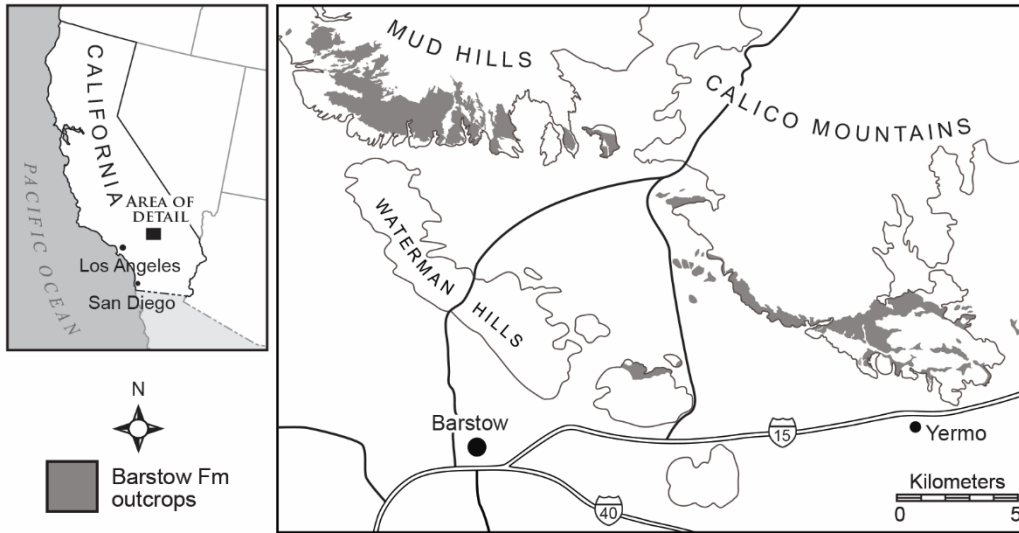 CALIFORNIA
PACIFIC OCEAN
AREA OF
DETAIL
Los Angeles
San Diego
N
Barstow Fm
outcrops
MUD HILLS
CALICO MOUNTAINS
WATERMAN
HILLS
Barstow
15
Yermo
40
Kilometers
0 5